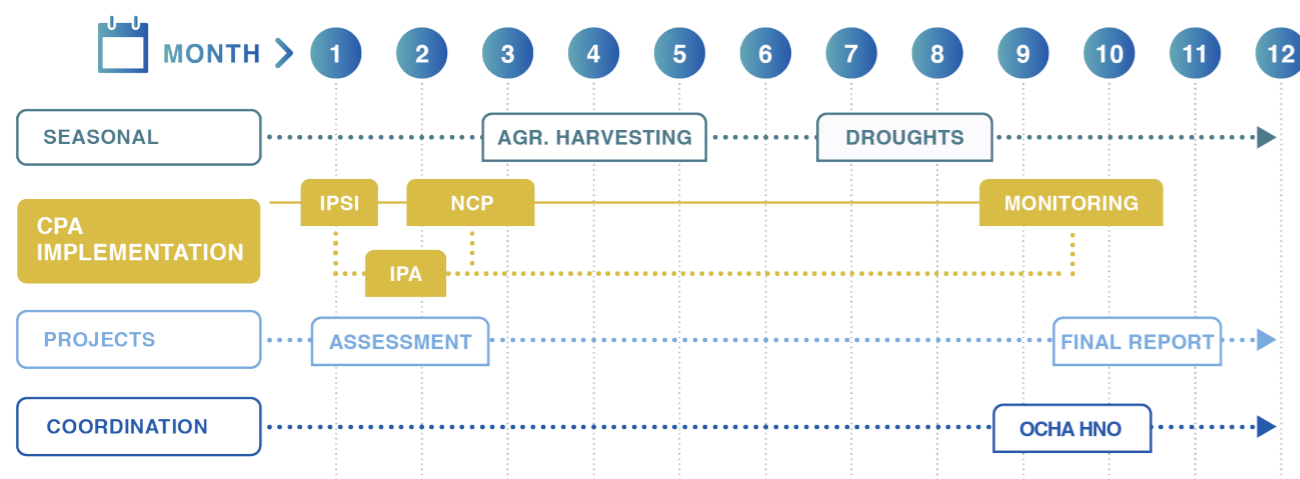 MONTH 1 2 3 4 5 6 7 8 9 10 11 12
SEASONAL AGR. HARVESTING DROUGHTS
IPSI NCP MONITORING
CPA
IMPLEMENTATION
IPA
PROJECTS ASSESSMENT FINAL REPORT
COORDINATION OCHA HNO